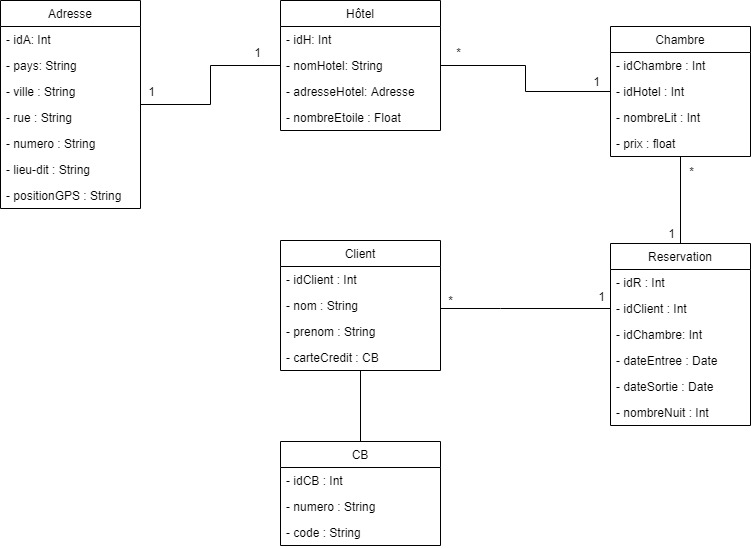 Adresse
- idA: Int
- pays: String
- ville : String
- rue : String
- numero : String
- lieu-dit : String
- positionGPS : String
1
1
Hôtel
- idH: Int
- nomHotel: String
- adresseHotel: Adresse
- nombreEtoile : Float
*
1
Chambre
- idChambre : Int
- idHotel : Int
- nombreLit : Int
- prix : float
*
1
Client
- idClient : Int
- nom : String
- prenom : String
- carteCredit : CB
*
1
Reservation
- idR : Int
- idClient : Int
- idChambre: Int
- dateEntree : Date
- dateSortie : Date
- nombreNuit : Int
CB
- idCB : Int
- numero : String
- code : String